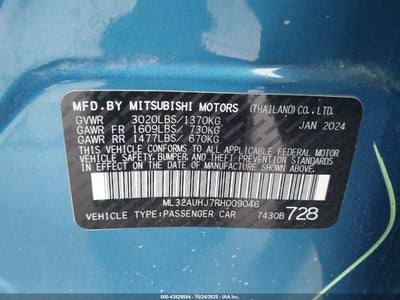 MFD.BY MITSUBISHI MOTORS (THAILAND) CO., LTD.
GVWR 3020LBS/1370KG JAN 2024
GAWR FR 1609LBS/ 730KG
GAWR RR 1477LBS/ 670KG
THIS VEHICLE CONFORMS TO ALL APPLICABLE FEDERAL MOTOR
VEHICLE SAFETY, BUMPER, AND THEFT PREVENTION STANDARDS
IN EFFECT ON THE DATE OF MANUFACTURE SHOWN ABOVE.
ML32AUHJ7RH009046
VEHICLE TYPE:PASSENGER CAR 7430B 728